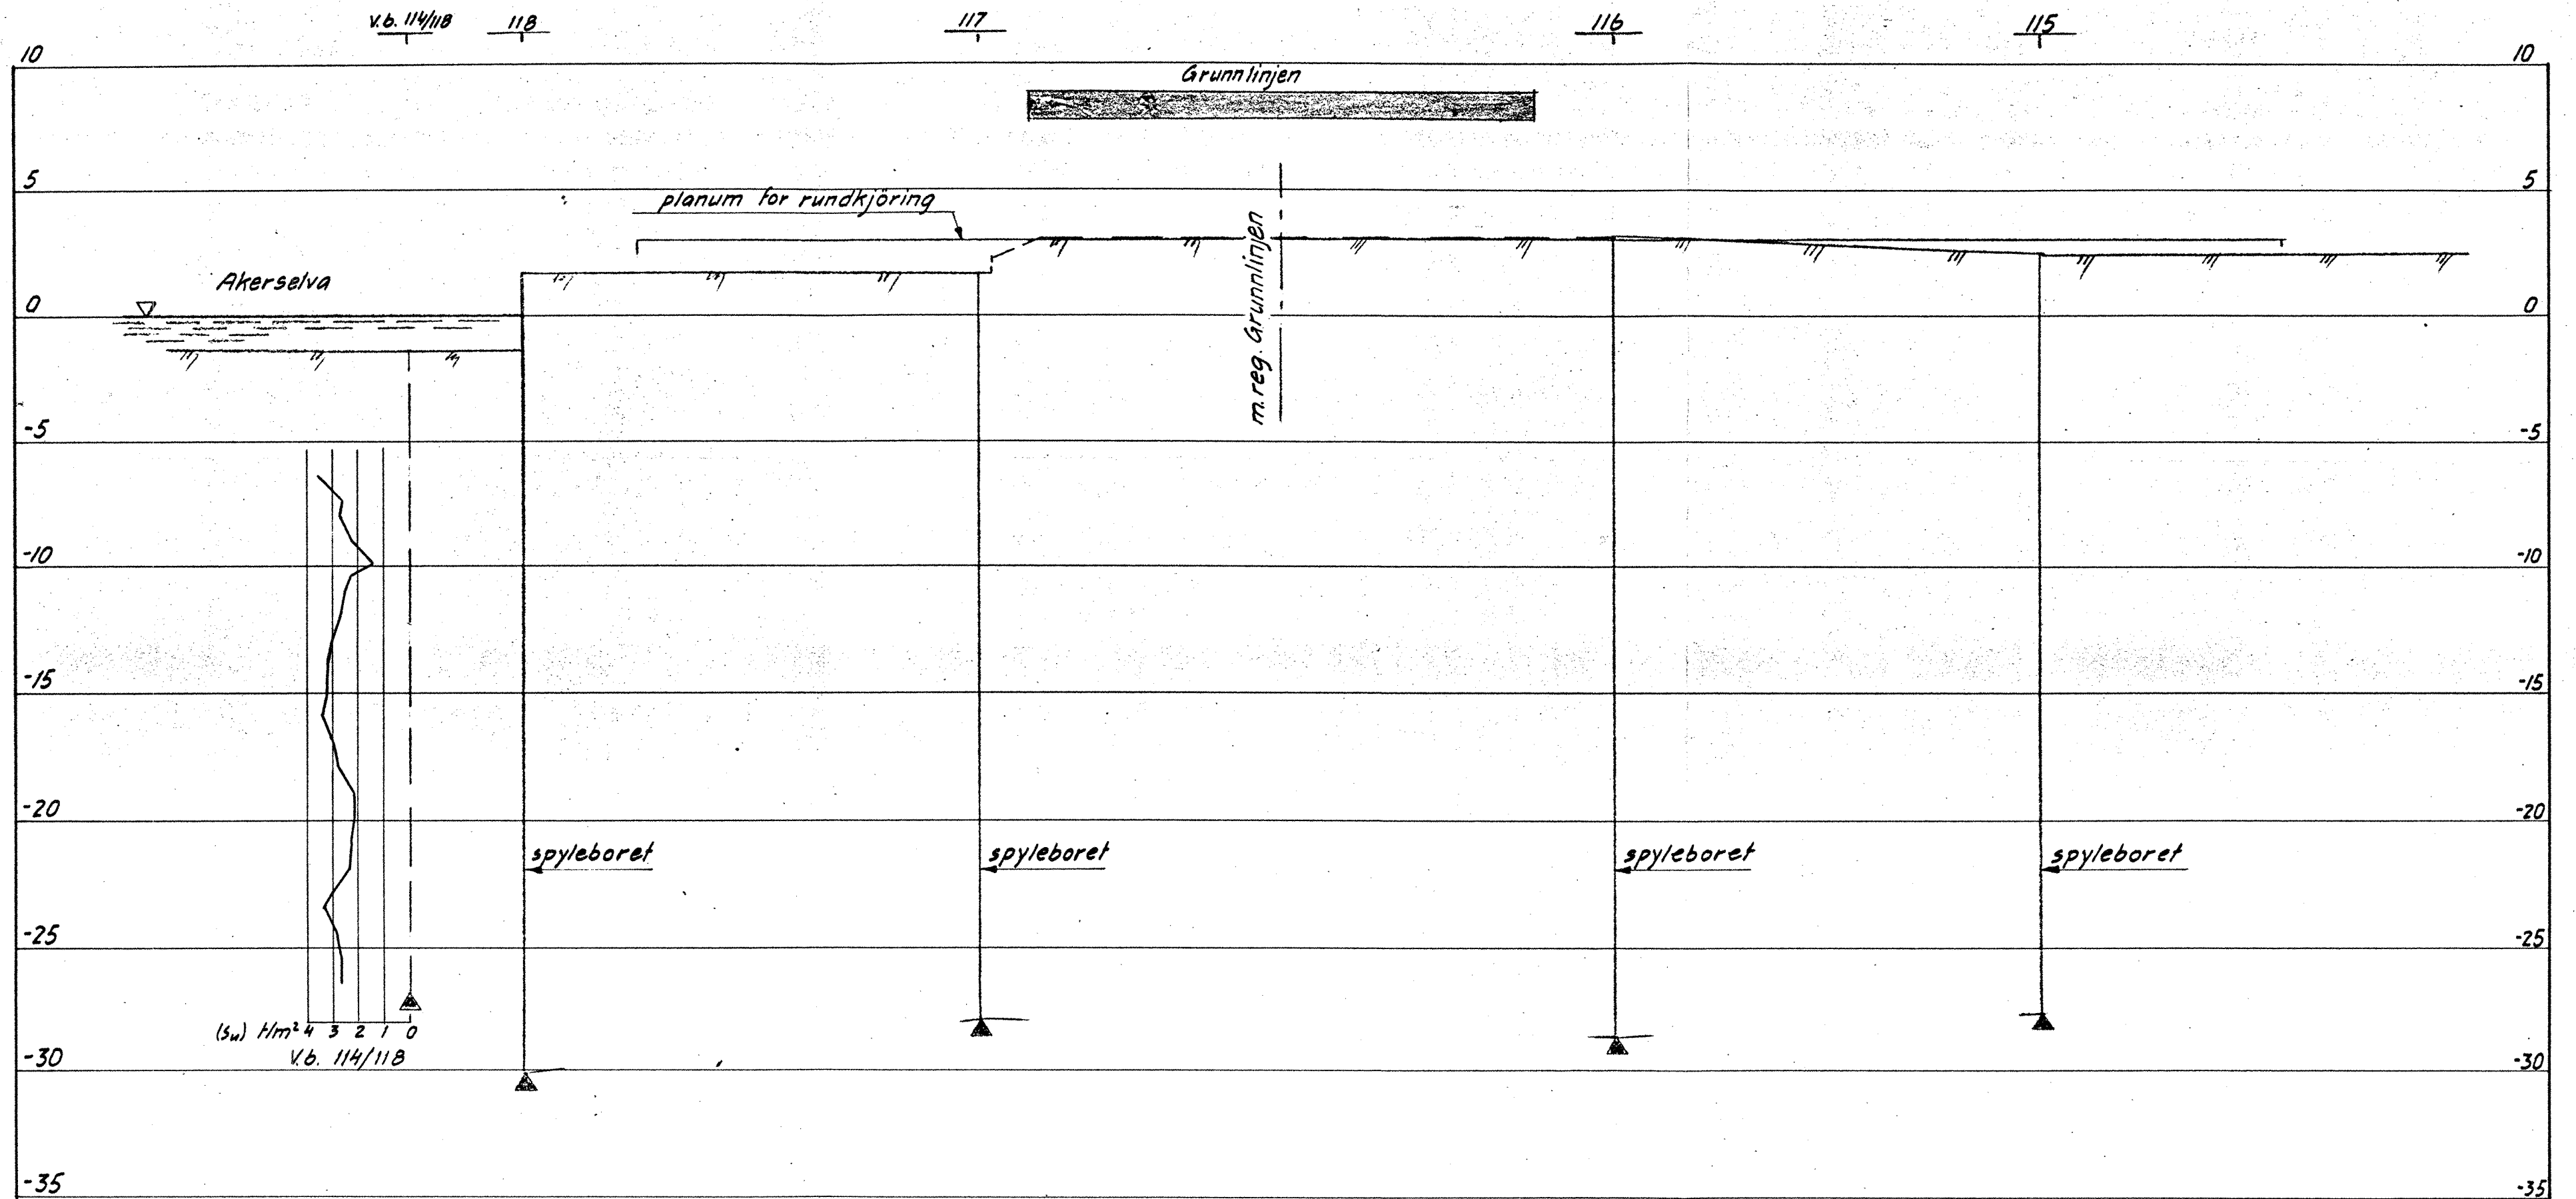 V.b. 114/118 118 117 116 115
10 10
Grunnlinjen
5 5
planum for rundkjöring
m.reg. Grunnlinjen
Akerselva
0 0
-5 -5
-10 -10
-15 -15
-20 -20
spyleboret spyleboret spyleboret spyleboret
-25 -25
(su) t/m² 4 3 2 1 0
V.b. 114/118
-30 -30
-35 -35